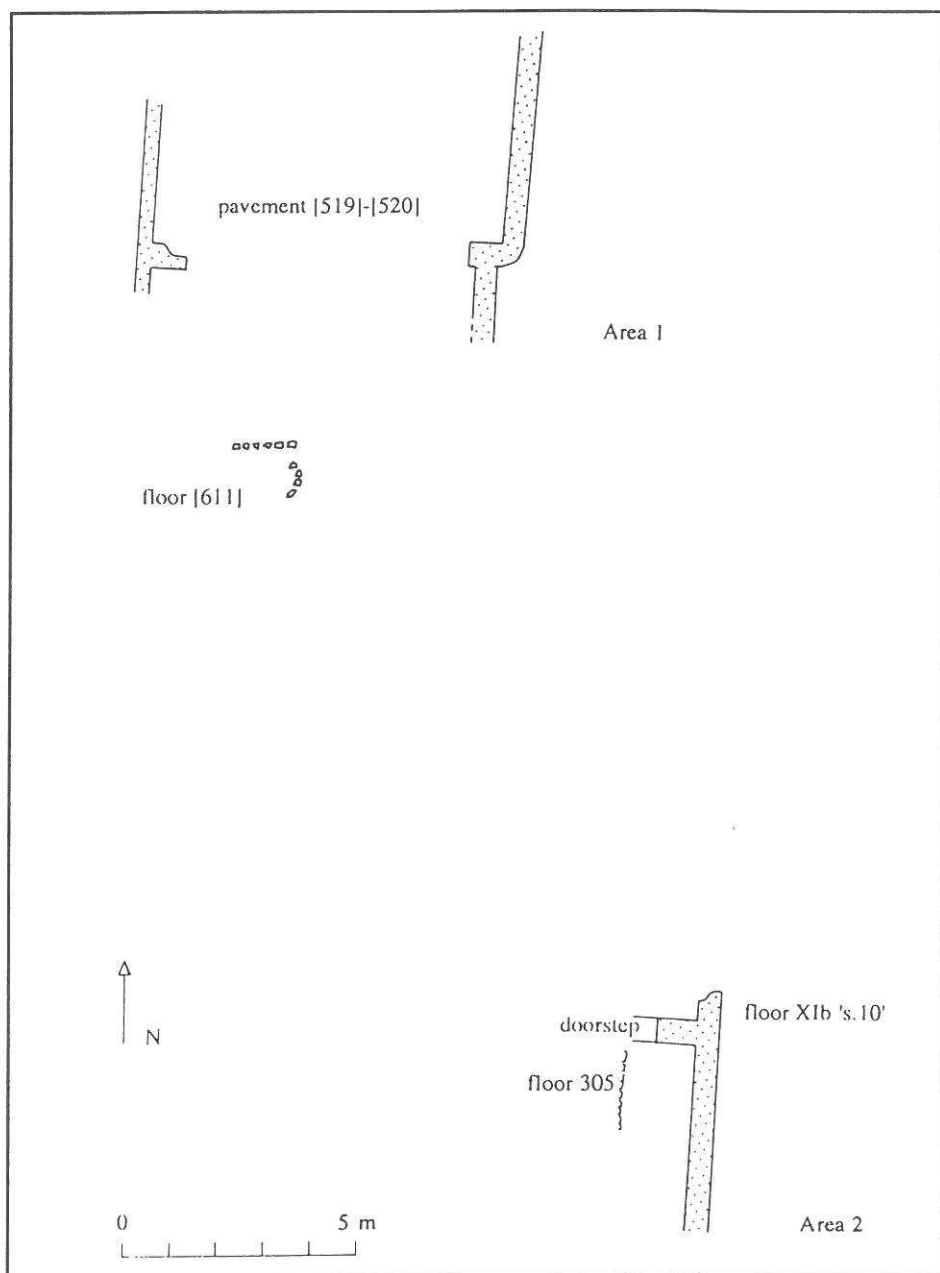 pavement |519|-|520|
Area 1
floor |611|
N
doorstep
floor XIb 's.10'
floor 305
0 5 m
Area 2